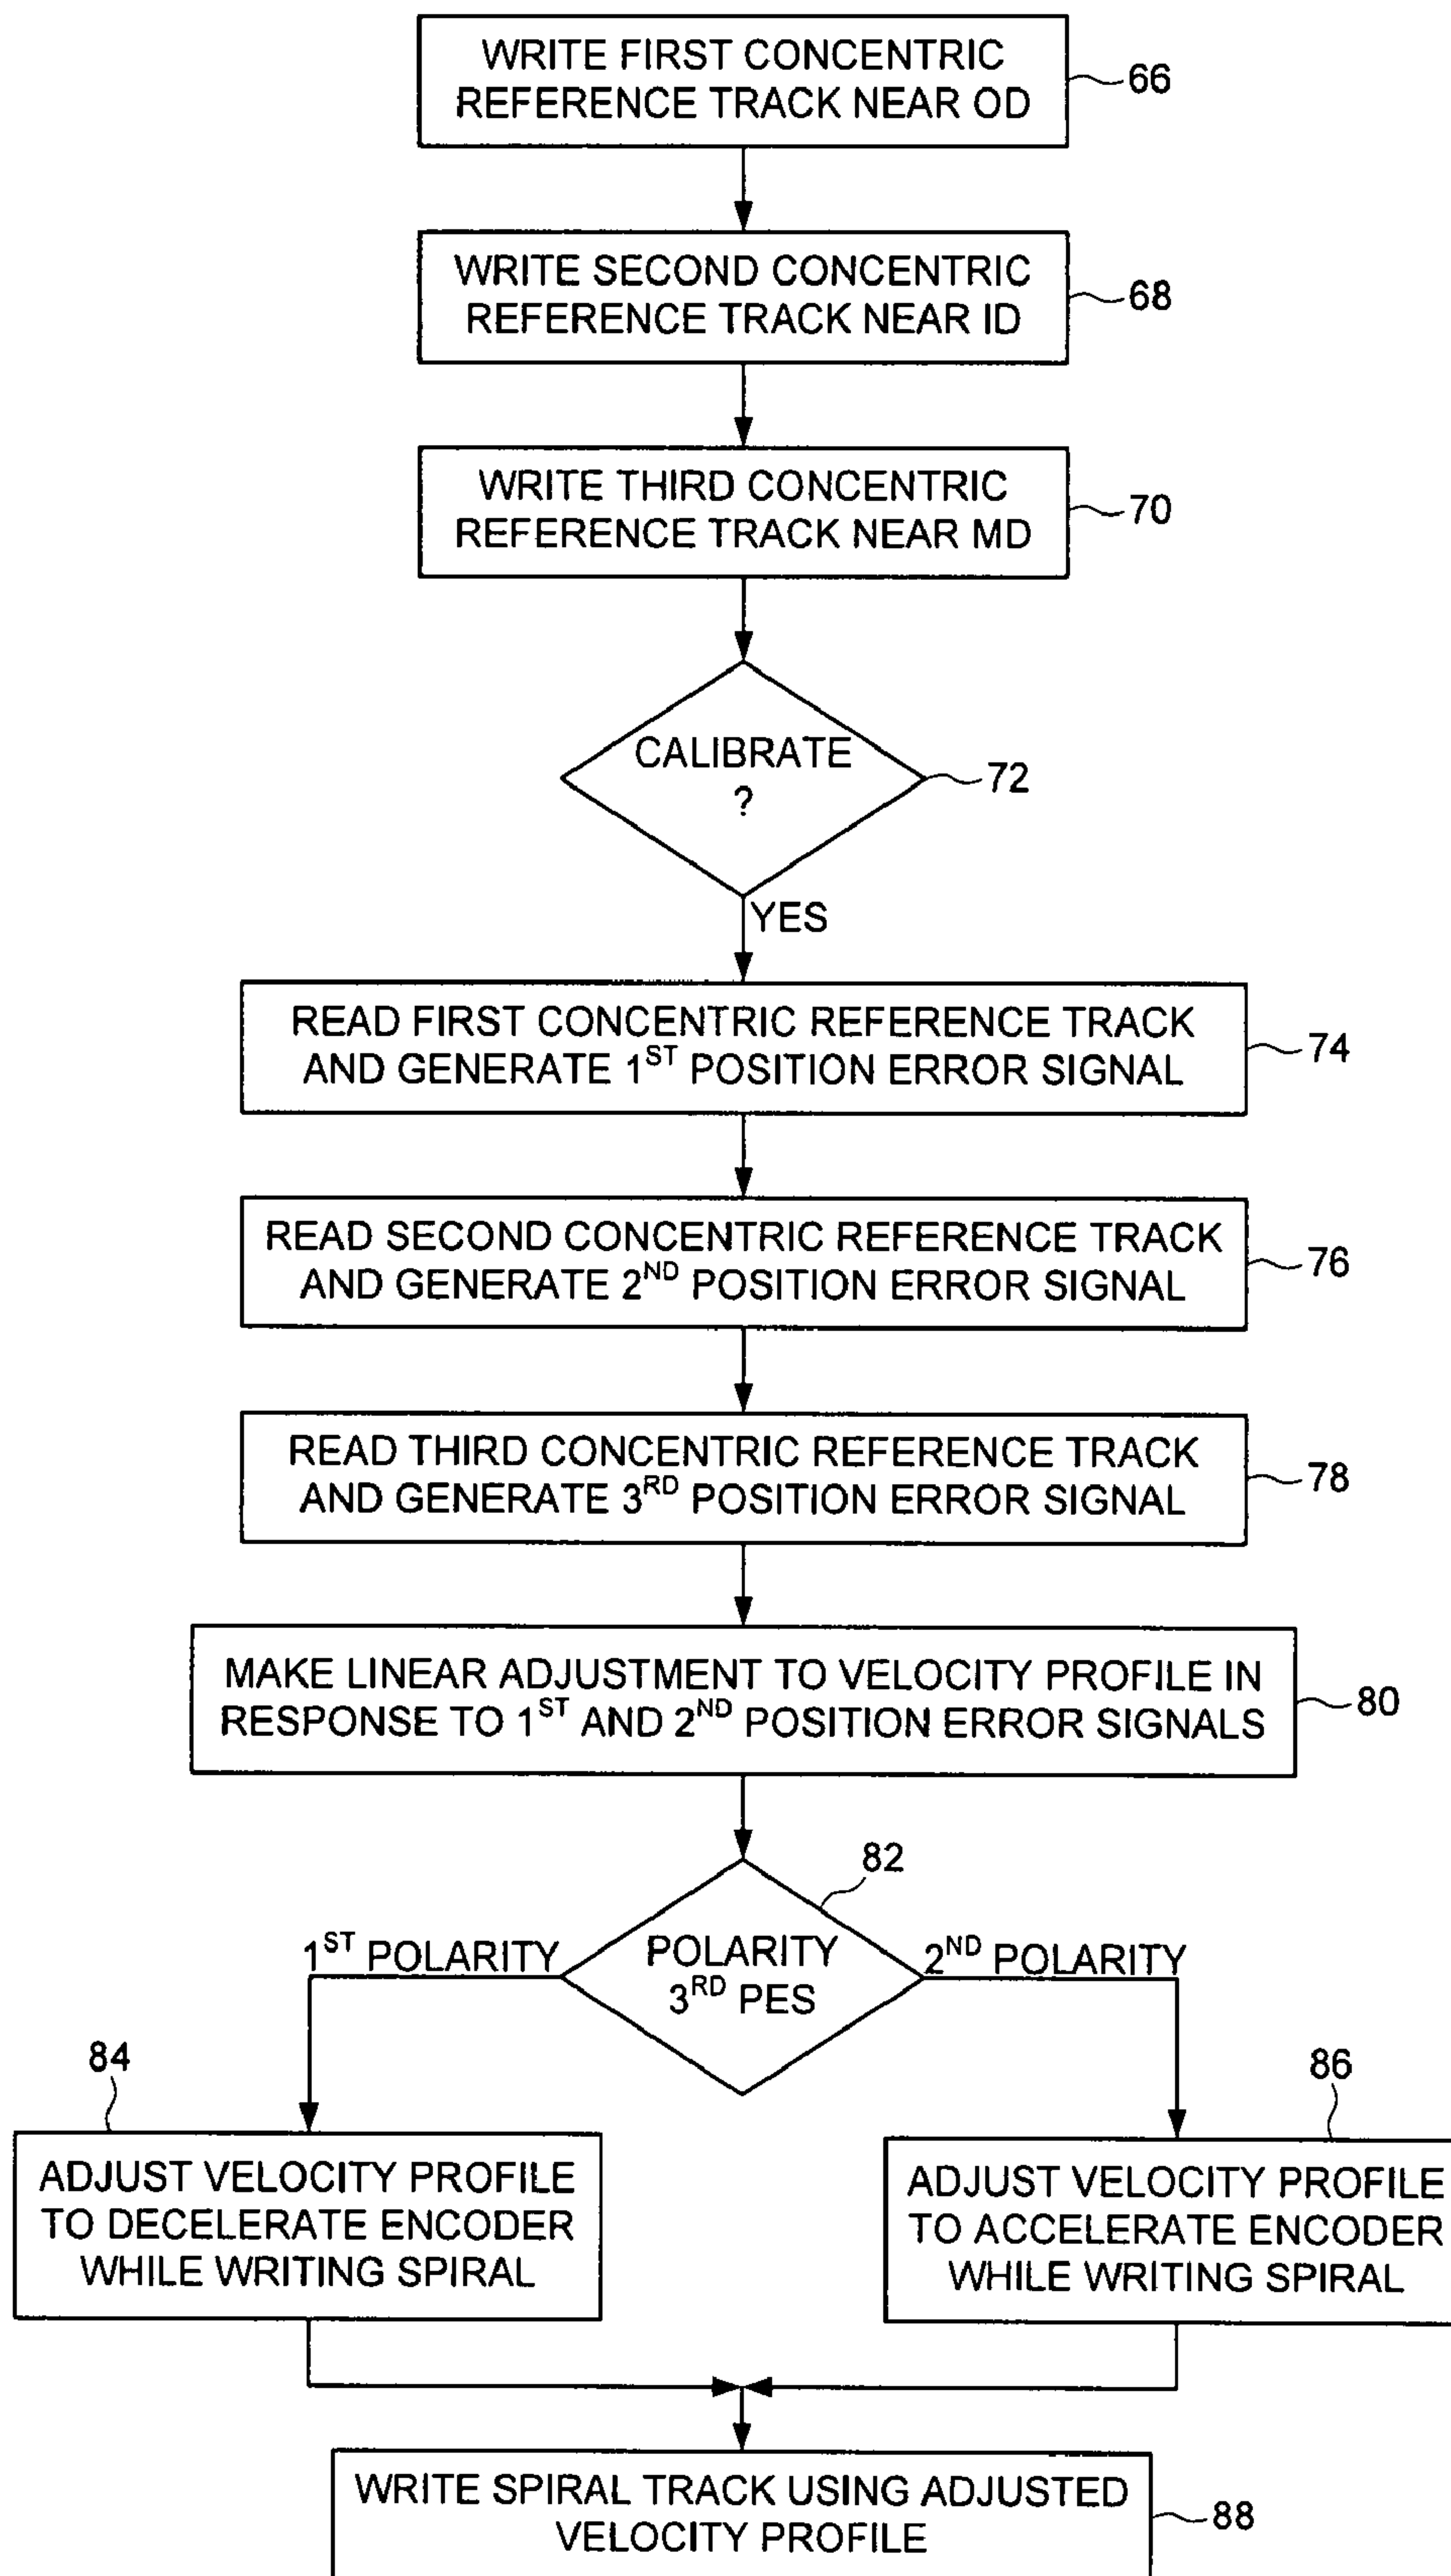 WRITE FIRST CONCENTRIC
REFERENCE TRACK NEAR OD
66
WRITE SECOND CONCENTRIC
REFERENCE TRACK NEAR ID
68
WRITE THIRD CONCENTRIC
REFERENCE TRACK NEAR MD
70
CALIBRATE
?
72
YES
READ FIRST CONCENTRIC REFERENCE TRACK
AND GENERATE 1ST POSITION ERROR SIGNAL
74
READ SECOND CONCENTRIC REFERENCE TRACK
AND GENERATE 2ND POSITION ERROR SIGNAL
76
READ THIRD CONCENTRIC REFERENCE TRACK
AND GENERATE 3RD POSITION ERROR SIGNAL
78
MAKE LINEAR ADJUSTMENT TO VELOCITY PROFILE IN
RESPONSE TO 1ST AND 2ND POSITION ERROR SIGNALS
80
82
1ST POLARITY
POLARITY
3RD PES
2ND POLARITY
84
ADJUST VELOCITY PROFILE
TO DECELERATE ENCODER
WHILE WRITING SPIRAL
86
ADJUST VELOCITY PROFILE
TO ACCELERATE ENCODER
WHILE WRITING SPIRAL
WRITE SPIRAL TRACK USING ADJUSTED
VELOCITY PROFILE
88